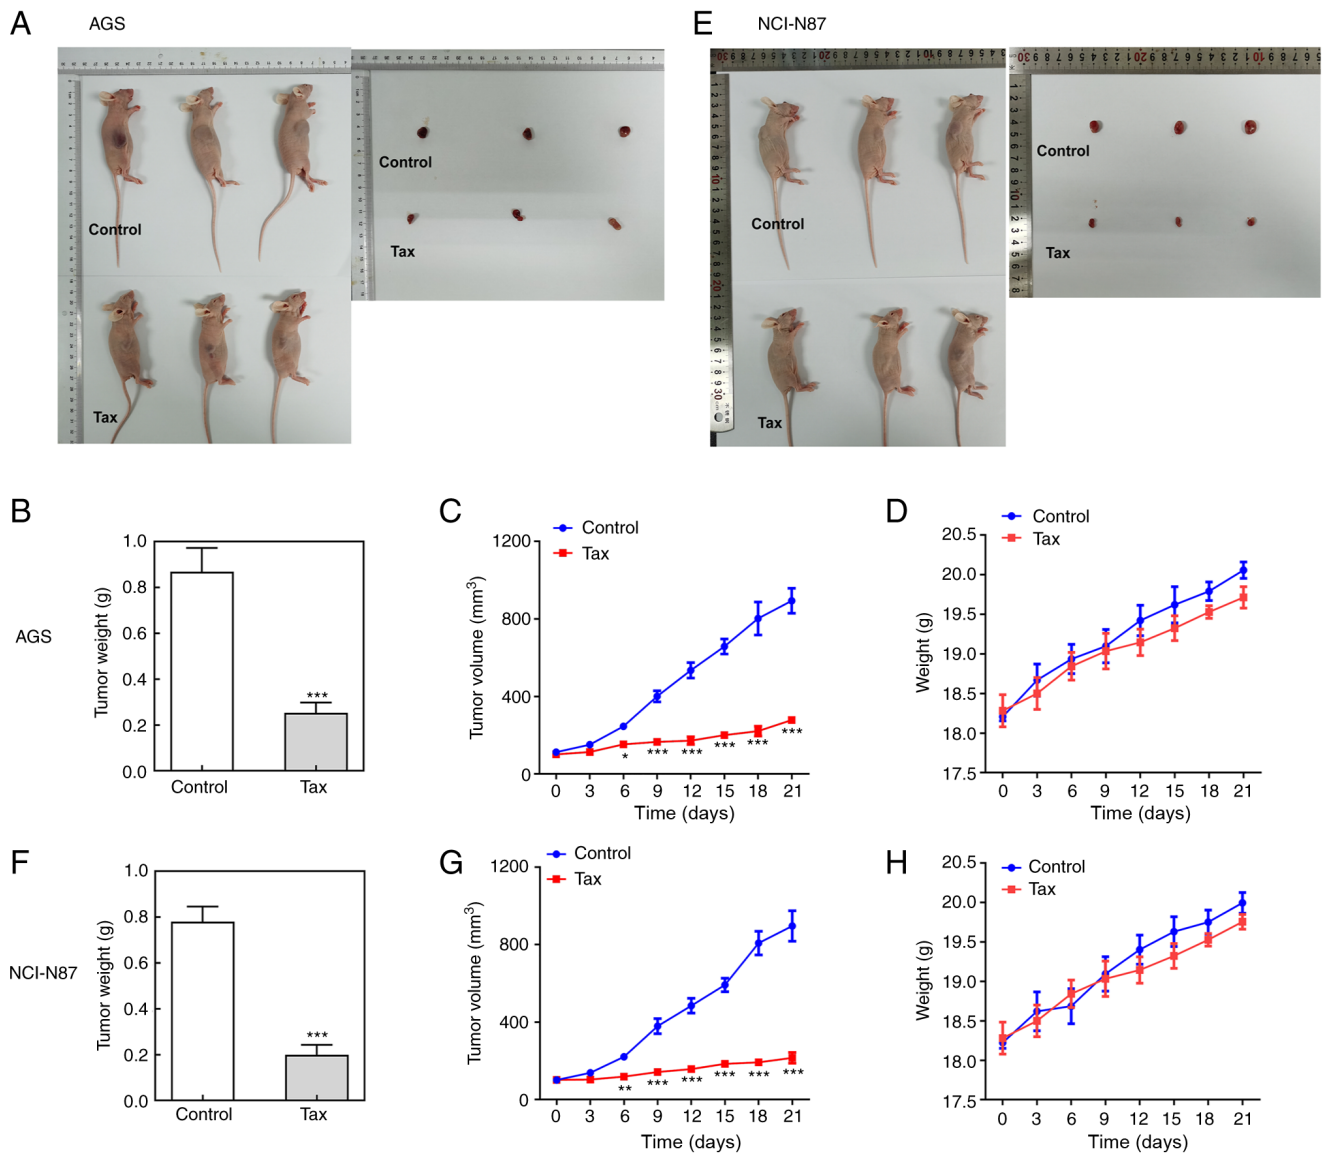 A AGS
E NCI-N87
Control
Tax
Control
Tax
Control
Tax
Control
Tax
B
AGS
Tumor weight (g)
1.0
0.8
0.6
0.4
0.2
0.0
***
Control Tax
C
Control
Tax
Tumor volume (mm3)
1200
800
400
0
* *** *** *** *** ***
0 3 6 9 12 15 18 21
Time (days)
D
Control
Tax
Weight (g)
20.5
20.0
19.5
19.0
18.5
18.0
17.5
0 3 6 9 12 15 18 21
Time (days)
F
NCI-N87
Tumor weight (g)
1.0
0.8
0.6
0.4
0.2
0.0
***
Control Tax
G
Control
Tax
Tumor volume (mm3)
1200
800
400
0
** *** *** *** *** ***
0 3 6 9 12 15 18 21
Time (days)
H
Control
Tax
Weight (g)
20.5
20.0
19.5
19.0
18.5
18.0
17.5
0 3 6 9 12 15 18 21
Time (days)